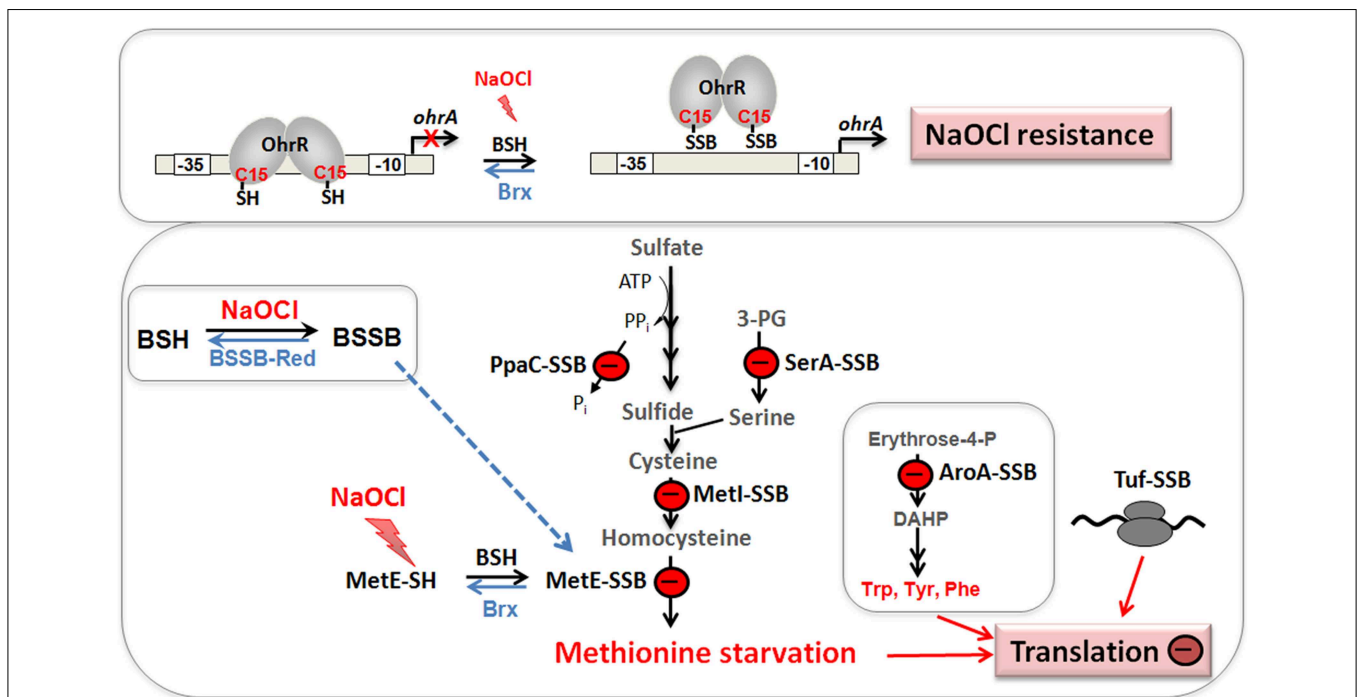 NaOCl
ohrA
OhrR
C15
C15
SH
SH
-35
-10
BSH
Brx
OhrR
C15
C15
SSB
SSB
ohrA
-35
-10
NaOCl resistance
NaOCl
BSH
BSSB
BSSB-Red
Sulfate
ATP
PPi
PpaC-SSB
Pi
3-PG
SerA-SSB
Sulfide
Serine
Cysteine
MetI-SSB
Homocysteine
NaOCl
MetE-SH
BSH
Brx
MetE-SSB
Methionine starvation
Erythrose-4-P
AroA-SSB
DAHP
Trp, Tyr, Phe
Tuf-SSB
Translation